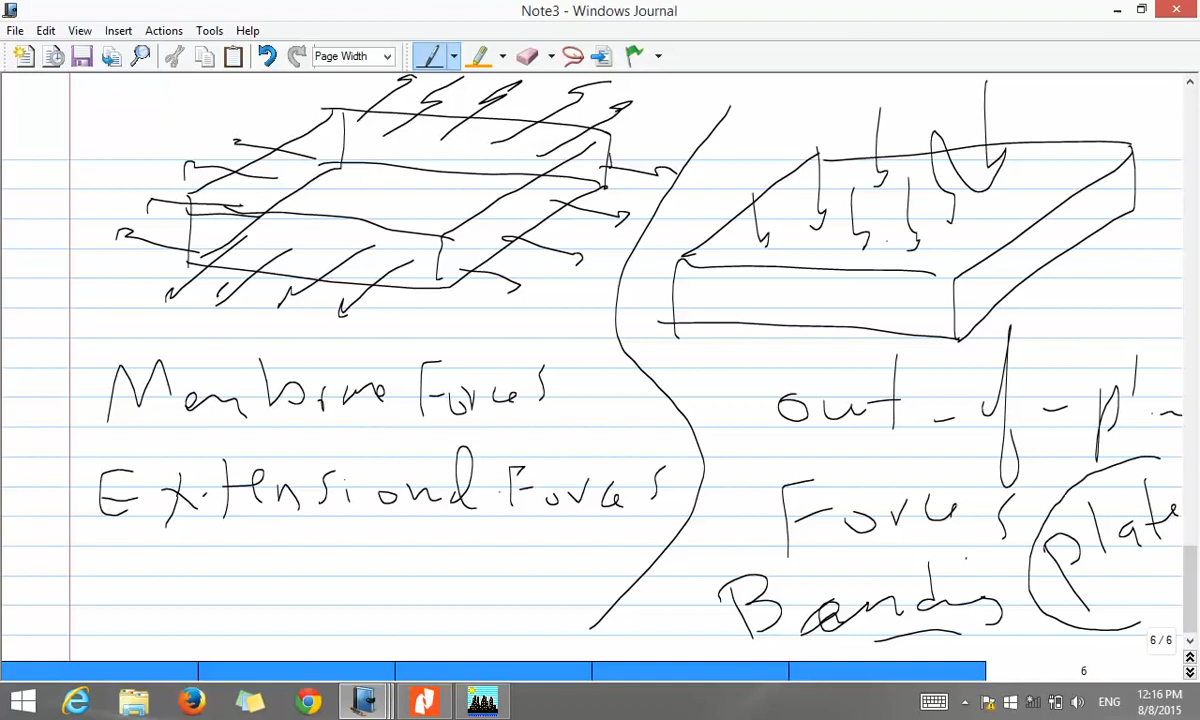 Note3 - Windows Journal
File Edit View Insert Actions Tools Help
Page Width
Membrane Forces
Extensional Forces
out - of - pl -
Forces
plate
Bending
6/6
6
ENG
12:16 PM
8/8/2015